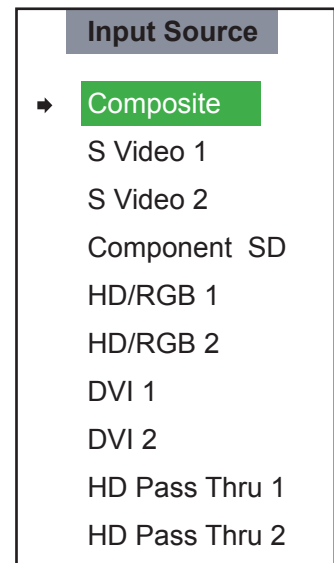 Input Source
Composite
S Video 1
S Video 2
Component SD
HD/RGB 1
HD/RGB 2
DVI 1
DVI 2
HD Pass Thru 1
HD Pass Thru 2